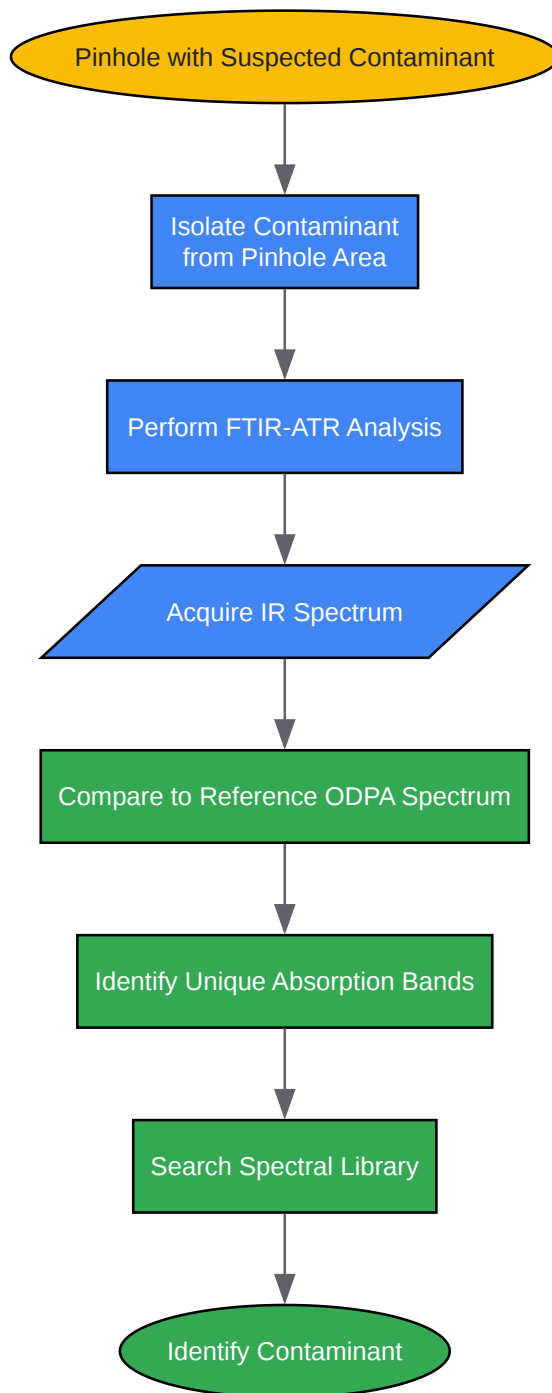 Pinhole with Suspected Contaminant
Isolate Contaminant
from Pinhole Area
Perform FTIR-ATR Analysis
Acquire IR Spectrum
Compare to Reference ODPA Spectrum
Identify Unique Absorption Bands
Search Spectral Library
Identify Contaminant